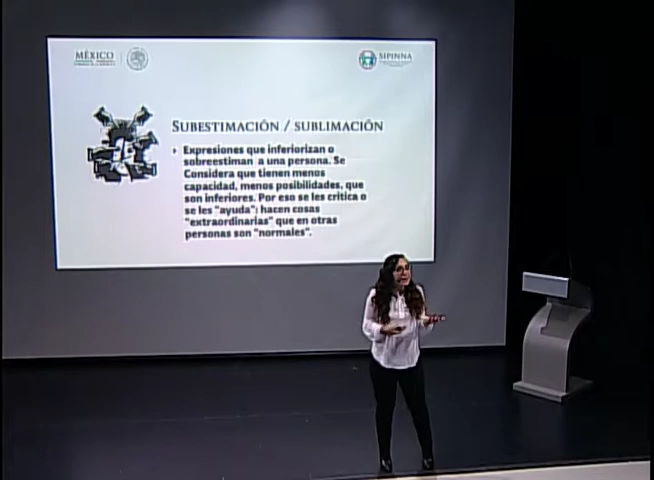 MÉXICO
SIPINNA
SUBESTIMACIÓN / SUBLIMACIÓN
Expresiones que inferiorizan o
sobreestiman a una persona. Se
Considera que tienen menos
capacidad, menos posibilidades, que
son inferiores. Por eso se les critica o
se les "ayuda"; hacen cosas
"extraordinarias" que en otras
personas son "normales".